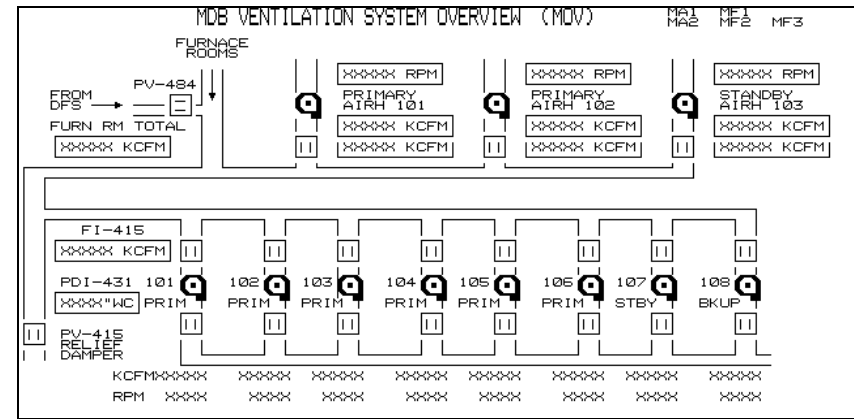 MDB VENTILATION SYSTEM OVERVIEW (MOV)
MA1 MF1
MA2 MF2 MF3
FURNACE
ROOMS
PV-484
FROM
DFS
FURN RM TOTAL
XXXXX KCFM
XXXXX RPM
PRIMARY
AIRH 101
XXXXX KCFM
XXXXX KCFM
XXXXX RPM
PRIMARY
AIRH 102
XXXXX KCFM
XXXXX KCFM
XXXXX RPM
STANDBY
AIRH 103
XXXXX KCFM
XXXXX KCFM
FI-415
XXXXX KCFM
PDI-431
XXXX"WC
101 102 103 104 105 106 107 108
PRIM PRIM PRIM PRIM PRIM PRIM STBY BKUP
PV-415
RELIEF
DAMPER
KCFMXXXXX XXXXX XXXXX XXXXX XXXXX XXXXX XXXXX XXXXX
RPM XXXX XXXX XXXX XXXX XXXX XXXX XXXX XXXX